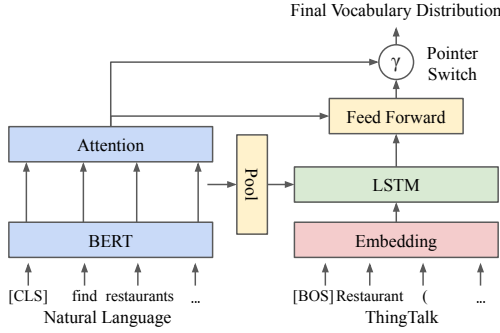 Final Vocabulary Distribution
γ
Pointer
Switch
Feed Forward
Attention
Pool
LSTM
BERT
Embedding
[CLS] find restaurants ...
[BOS] Restaurant ( ...
Natural Language
ThingTalk